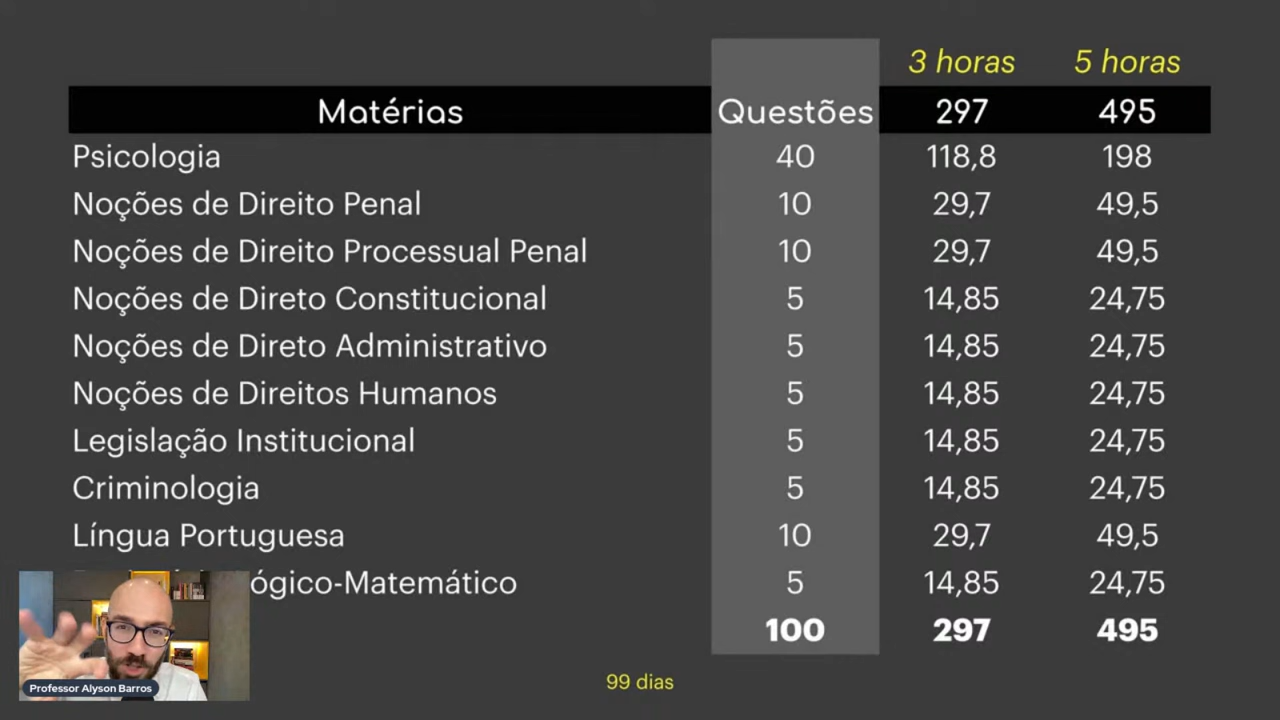 3 horas 5 horas
Matérias Questões 297 495
Psicologia 40 118,8 198
Noções de Direito Penal 10 29,7 49,5
Noções de Direito Processual Penal 10 29,7 49,5
Noções de Direto Constitucional 5 14,85 24,75
Noções de Direto Administrativo 5 14,85 24,75
Noções de Direitos Humanos 5 14,85 24,75
Legislação Institucional 5 14,85 24,75
Criminologia 5 14,85 24,75
Língua Portuguesa 10 29,7 49,5
ógico-Matemático 5 14,85 24,75
100 297 495
Professor Alyson Barros
99 dias